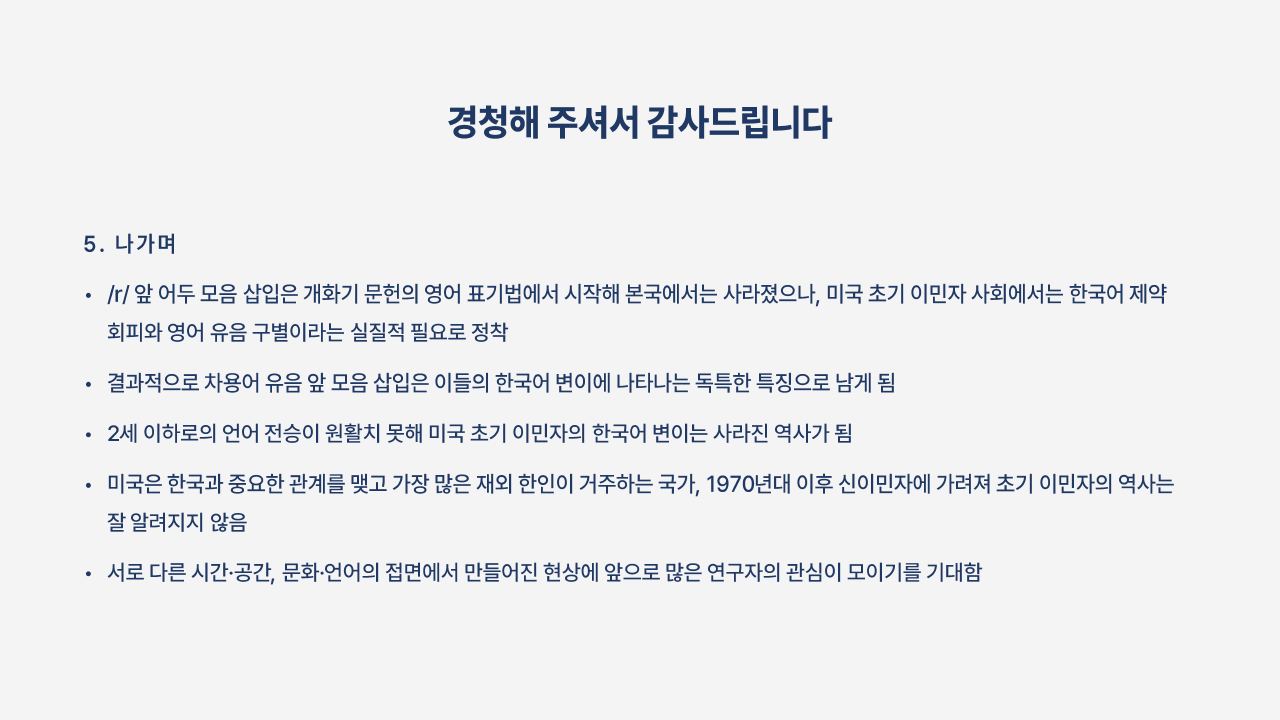 경청해 주셔서 감사드립니다
5. 나가며
• /r/ 앞 어두 모음 삽입은 개화기 문헌의 영어 표기법에서 시작해 본국에서는 사라졌으나, 미국 초기 이민자 사회에서는 한국어 제약
회피와 영어 유음 구별이라는 실질적 필요로 정착
• 결과적으로 차용어 유음 앞 모음 삽입은 이들의 한국어 변이에 나타나는 독특한 특징으로 남게 됨
• 2세 이하로의 언어 전승이 원활치 못해 미국 초기 이민자의 한국어 변이는 사라진 역사가 됨
• 미국은 한국과 중요한 관계를 맺고 가장 많은 재외 한인이 거주하는 국가, 1970년대 이후 신이민자에 가려져 초기 이민자의 역사는
잘 알려지지 않음
• 서로 다른 시간·공간, 문화·언어의 접면에서 만들어진 현상에 앞으로 많은 연구자의 관심이 모이기를 기대함